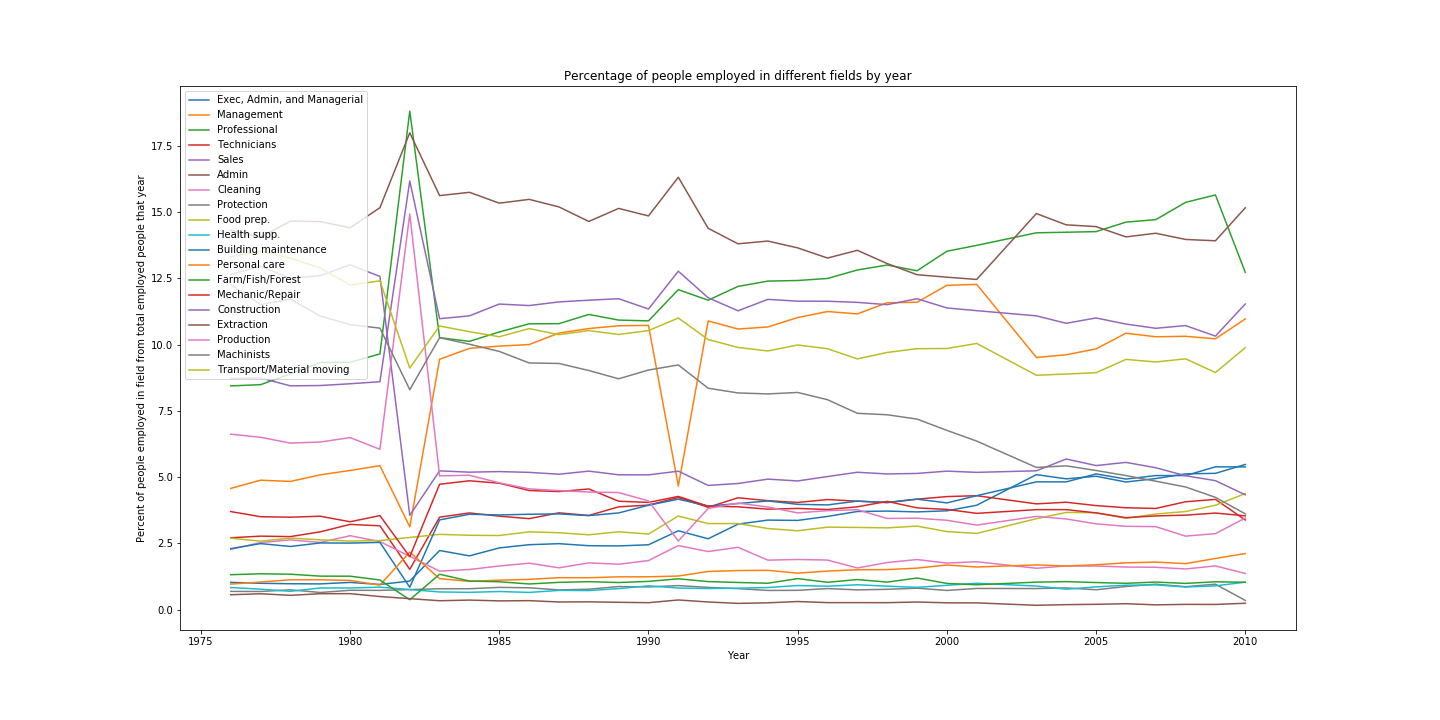 Percentage of people employed in different fields by year
Exec, Admin, and Managerial
Management
Professional
Technicians
Sales
Admin
Cleaning
Protection
Food prep.
Health supp.
Building maintenance
Personal care
Farm/Fish/Forest
Mechanic/Repair
Construction
Extraction
Production
Machinists
Transport/Material moving
Percent of people employed in field from total employed people that year
17.5
15.0
12.5
10.0
7.5
5.0
2.5
0.0
1975 1980 1985 1990 1995 2000 2005 2010
Year